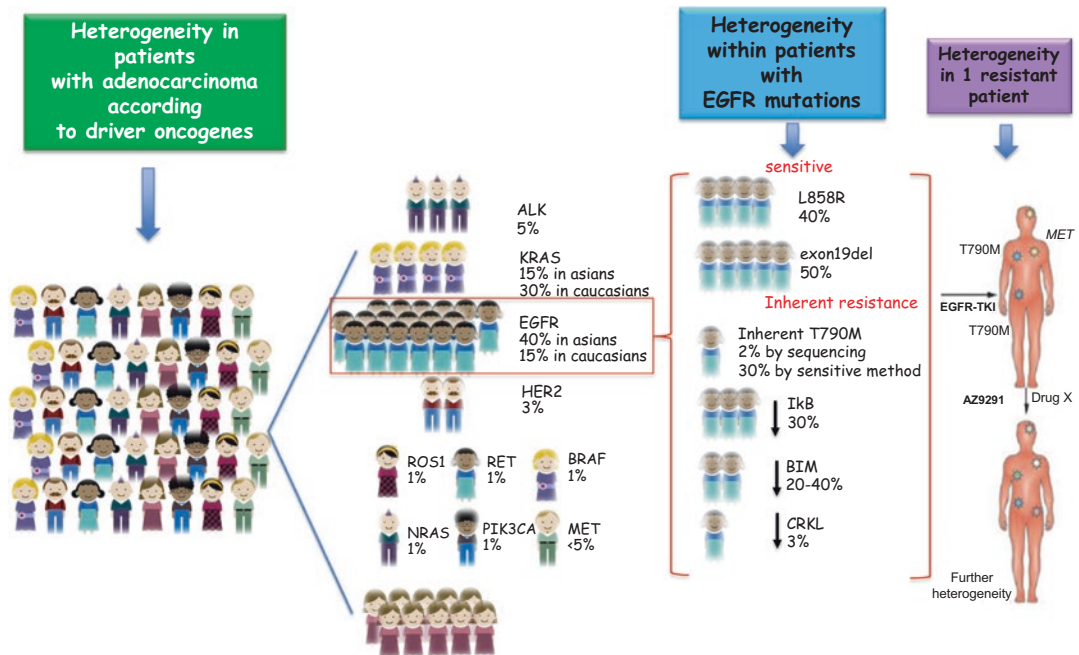 Heterogeneity in
patients
with adenocarcinoma
according
to driver oncogenes
Heterogeneity
within patients
with
EGFR mutations
Heterogeneity
in 1 resistant
patient
ALK
5%
KRAS
15% in asians
30% in caucasians
EGFR
40% in asians
15% in caucasians
HER2
3%
ROS1
1%
RET
1%
BRAF
1%
NRAS
1%
PIK3CA
1%
MET
<5%
sensitive
L858R
40%
exon19del
50%
Inherent resistance
Inherent T790M
2% by sequencing
30% by sensitive method
IkB
30%
BIM
20-40%
CRKL
3%
EGFR-TKI
T790M
MET
T790M
AZ9291
Drug X
Further
heterogeneity